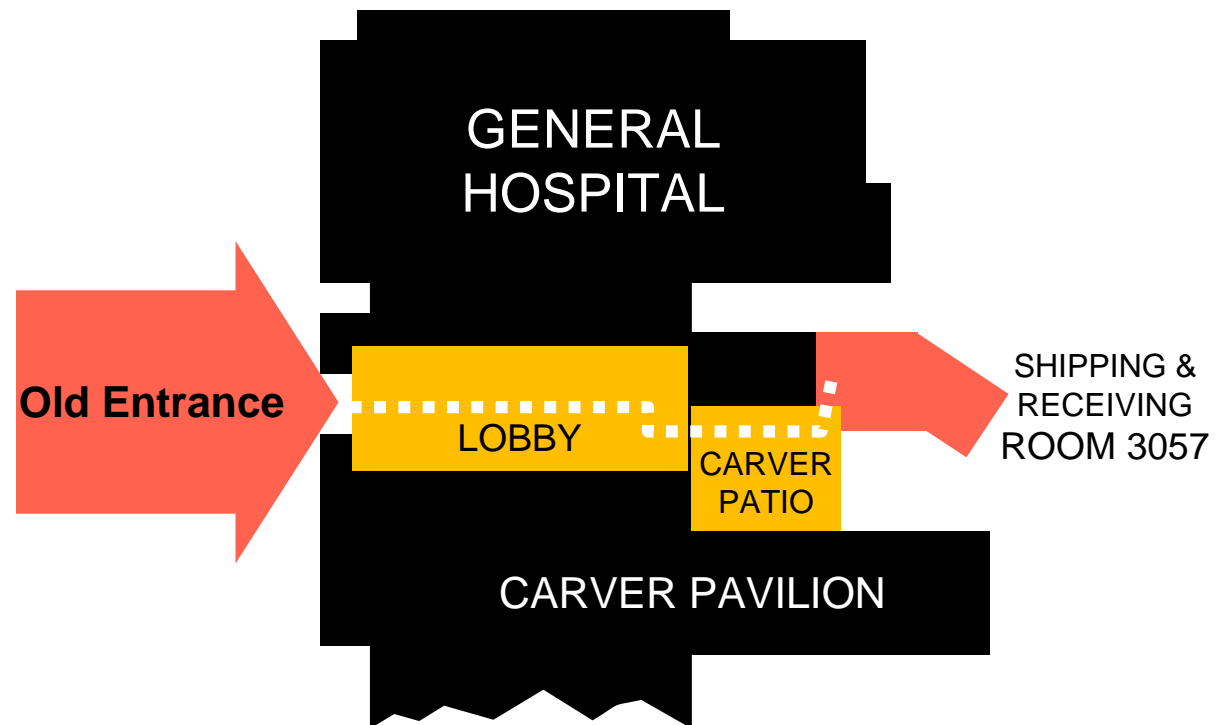 GENERAL
HOSPITAL
Old Entrance
LOBBY
CARVER
PATIO
SHIPPING &
RECEIVING
ROOM 3057
CARVER PAVILION